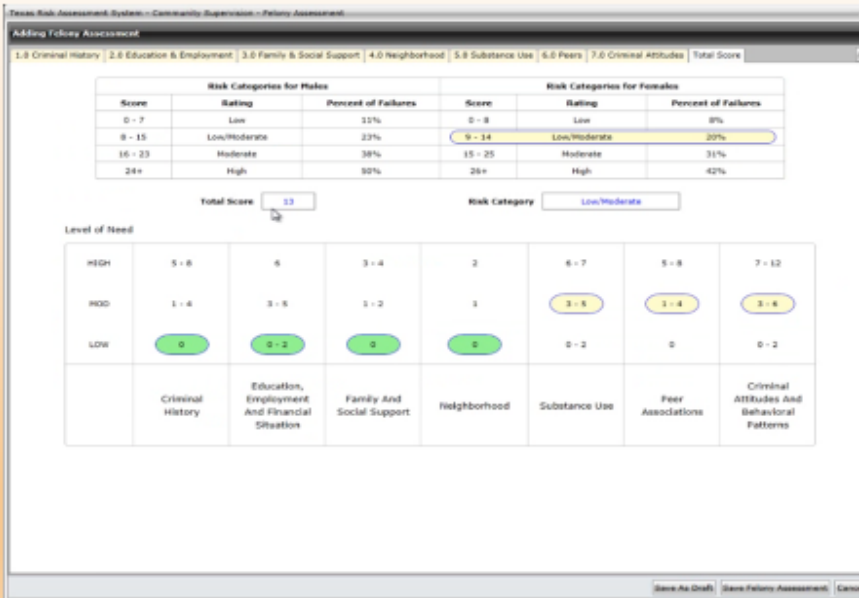 Texas Risk Assessment System - Community Supervision - Felony Assessment
Adding Felony Assessment
1.0 Criminal History 2.0 Education & Employment 3.0 Family & Social Support 4.0 Neighborhood 5.0 Substance Use 6.0 Peers 7.0 Criminal Attitudes Total Score
Risk Categories for Males Risk Categories for Females
Score Rating Percent of Failures Score Rating Percent of Failures
0 - 7 Low 11% 0 - 8 Low 8%
8 - 15 Low/Moderate 23% 9 - 14 Low/Moderate 20%
16 - 23 Moderate 38% 15 - 25 Moderate 31%
24+ High 50% 26+ High 42%
Total Score 13 Risk Category Low/Moderate
Level of Need
HIGH 5 - 8 6 3 - 4 2 6 - 7 5 - 8 7 - 12
MOD 1 - 4 3 - 5 1 - 2 1 3 - 5 1 - 4 3 - 6
LOW 0 0 - 2 0 0 0 - 2 0 0 - 2
Criminal History
Education, Employment And Financial Situation
Family And Social Support
Neighborhood
Substance Use
Peer Associations
Criminal Attitudes And Behavioral Patterns
Save As Draft Save Felony Assessment